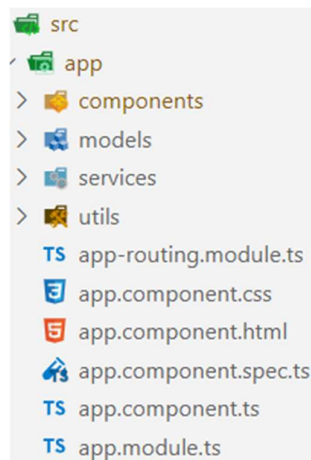 src
app
components
models
services
utils
TS app-routing.module.ts
app.component.css
app.component.html
TS app.component.spec.ts
TS app.component.ts
TS app.module.ts